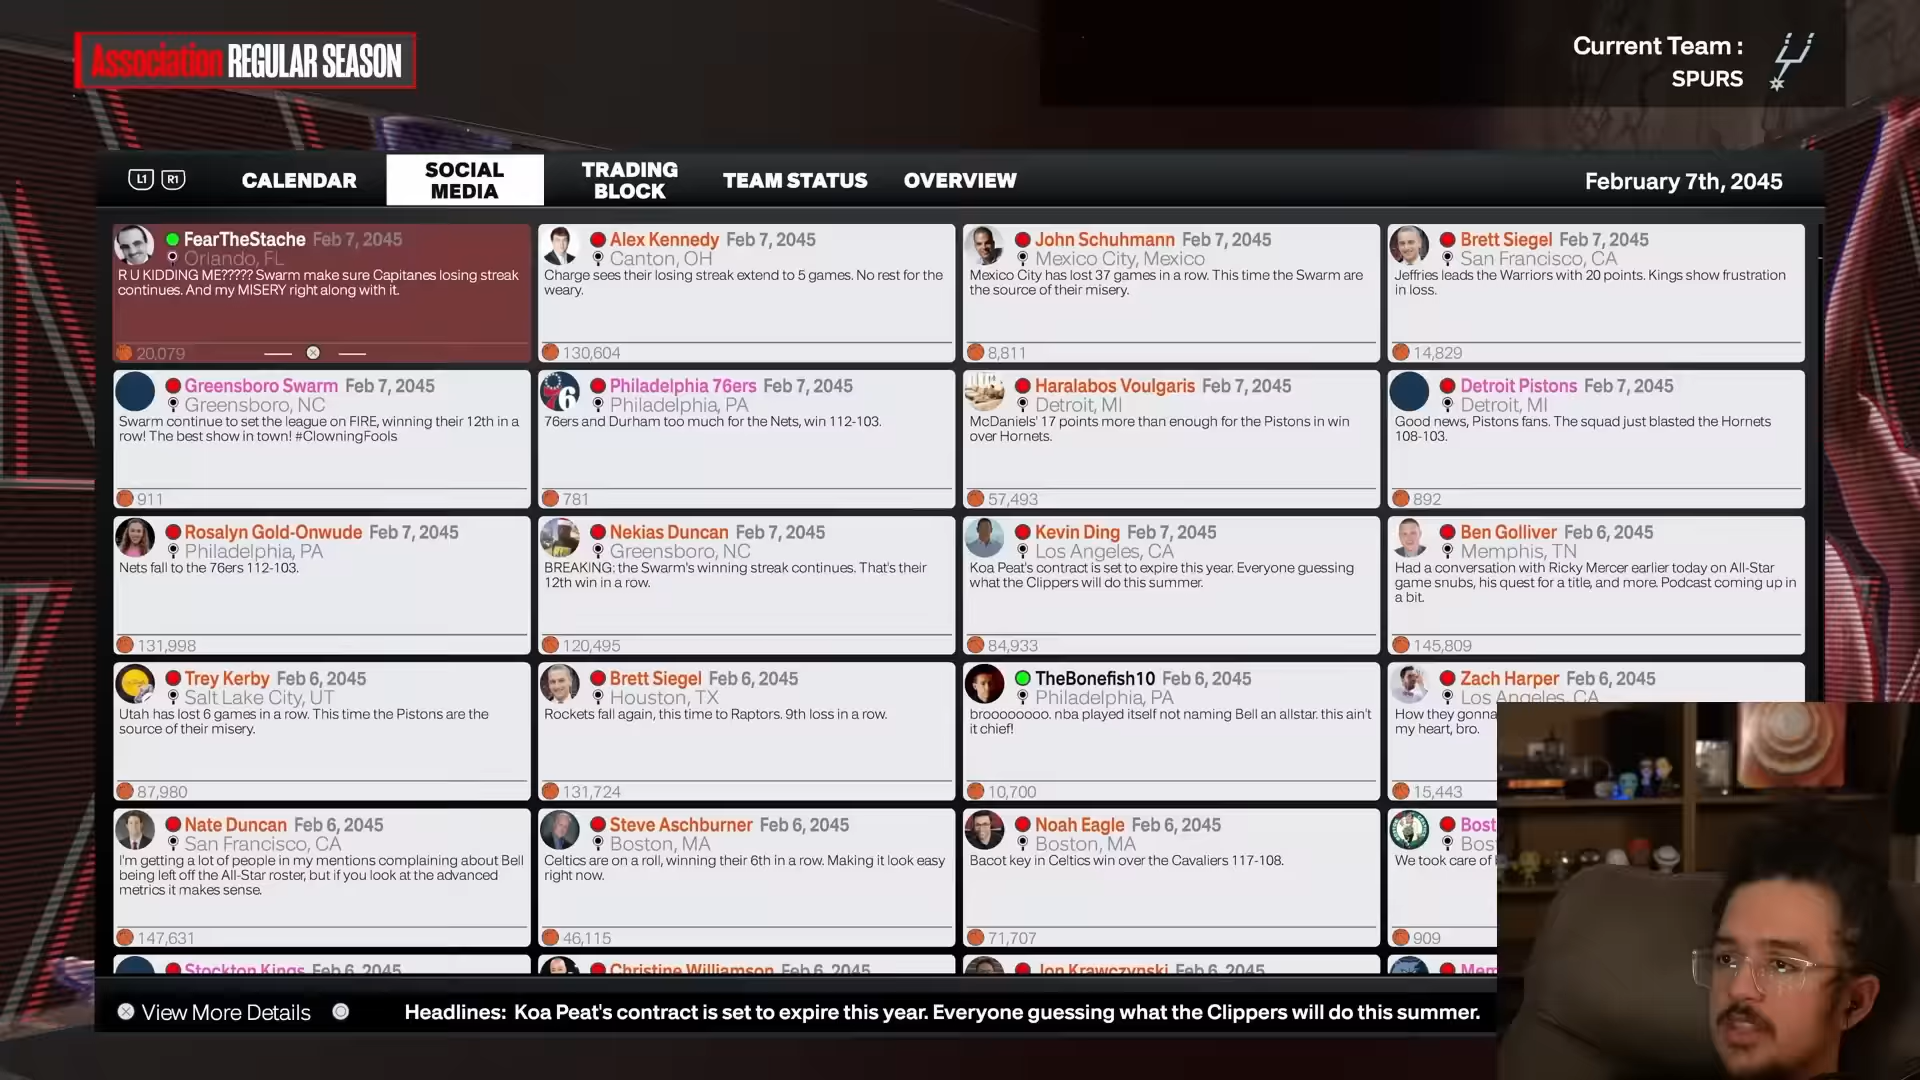 Association REGULAR SEASON
Current Team :
SPURS
L1 R1
CALENDAR
SOCIAL
MEDIA
TRADING
BLOCK
TEAM STATUS
OVERVIEW
February 7th, 2045
FearTheStache Feb 7, 2045
Orlando, FL
R U KIDDING ME????? Swarm make sure Capitanes losing streak
continues. And my MISERY right along with it.
20,079
Alex Kennedy Feb 7, 2045
Canton, OH
Charge sees their losing streak extend to 5 games. No rest for the
weary.
130,604
John Schuhmann Feb 7, 2045
Mexico City, Mexico
Mexico City has lost 37 games in a row. This time the Swarm are
the source of their misery.
8,811
Brett Siegel Feb 7, 2045
San Francisco, CA
Jeffries leads the Warriors with 20 points. Kings show frustration
in loss.
14,829
Greensboro Swarm Feb 7, 2045
Greensboro, NC
Swarm continue to set the league on FIRE, winning their 12th in a
row! The best show in town! #ClowningFools
911
76
Philadelphia 76ers Feb 7, 2045
Philadelphia, PA
76ers and Durham too much for the Nets, win 112-103.
781
Haralabos Voulgaris Feb 7, 2045
Detroit, MI
McDaniels' 17 points more than enough for the Pistons in win
over Hornets.
57,493
Detroit Pistons Feb 7, 2045
Detroit, MI
Good news, Pistons fans. The squad just blasted the Hornets
108-103.
892
Rosalyn Gold-Onwude Feb 7, 2045
Philadelphia, PA
Nets fall to the 76ers 112-103.
131,998
Nekias Duncan Feb 7, 2045
Greensboro, NC
BREAKING: the Swarm's winning streak continues. That's their
12th win in a row.
120,495
Kevin Ding Feb 7, 2045
Los Angeles, CA
Koa Peat's contract is set to expire this year. Everyone guessing
what the Clippers will do this summer.
84,933
Ben Golliver Feb 6, 2045
Memphis, TN
Had a conversation with Ricky Mercer earlier today on All-Star
game snubs, his quest for a title, and more. Podcast coming up in
a bit.
145,809
Trey Kerby Feb 6, 2045
Salt Lake City, UT
Utah has lost 6 games in a row. This time the Pistons are the
source of their misery.
87,980
Brett Siegel Feb 6, 2045
Houston, TX
Rockets fall again, this time to Raptors. 9th loss in a row.
131,724
TheBonefish10 Feb 6, 2045
Philadelphia, PA
broooooooo. nba played itself not naming Bell an allstar. this ain't
it chief!
10,700
Zach Harper Feb 6, 2045
Los Angeles, CA
How they gonna
my heart, bro.
15,443
Nate Duncan Feb 6, 2045
San Francisco, CA
I'm getting a lot of people in my mentions complaining about Bell
being left off the All-Star roster, but if you look at the advanced
metrics it makes sense.
147,631
Steve Aschburner Feb 6, 2045
Boston, MA
Celtics are on a roll, winning their 6th in a row. Making it look easy
right now.
46,115
Noah Eagle Feb 6, 2045
Boston, MA
Bacot key in Celtics win over the Cavaliers 117-108.
71,707
Bost
Bos
We took care of
909
Stockton Kings Feb 6, 2045
Christine Williamson Feb 6, 2045
Jon Krawczynski Feb 6, 2045
Mem
View More Details
Headlines: Koa Peat's contract is set to expire this year. Everyone guessing what the Clippers will do this summer.